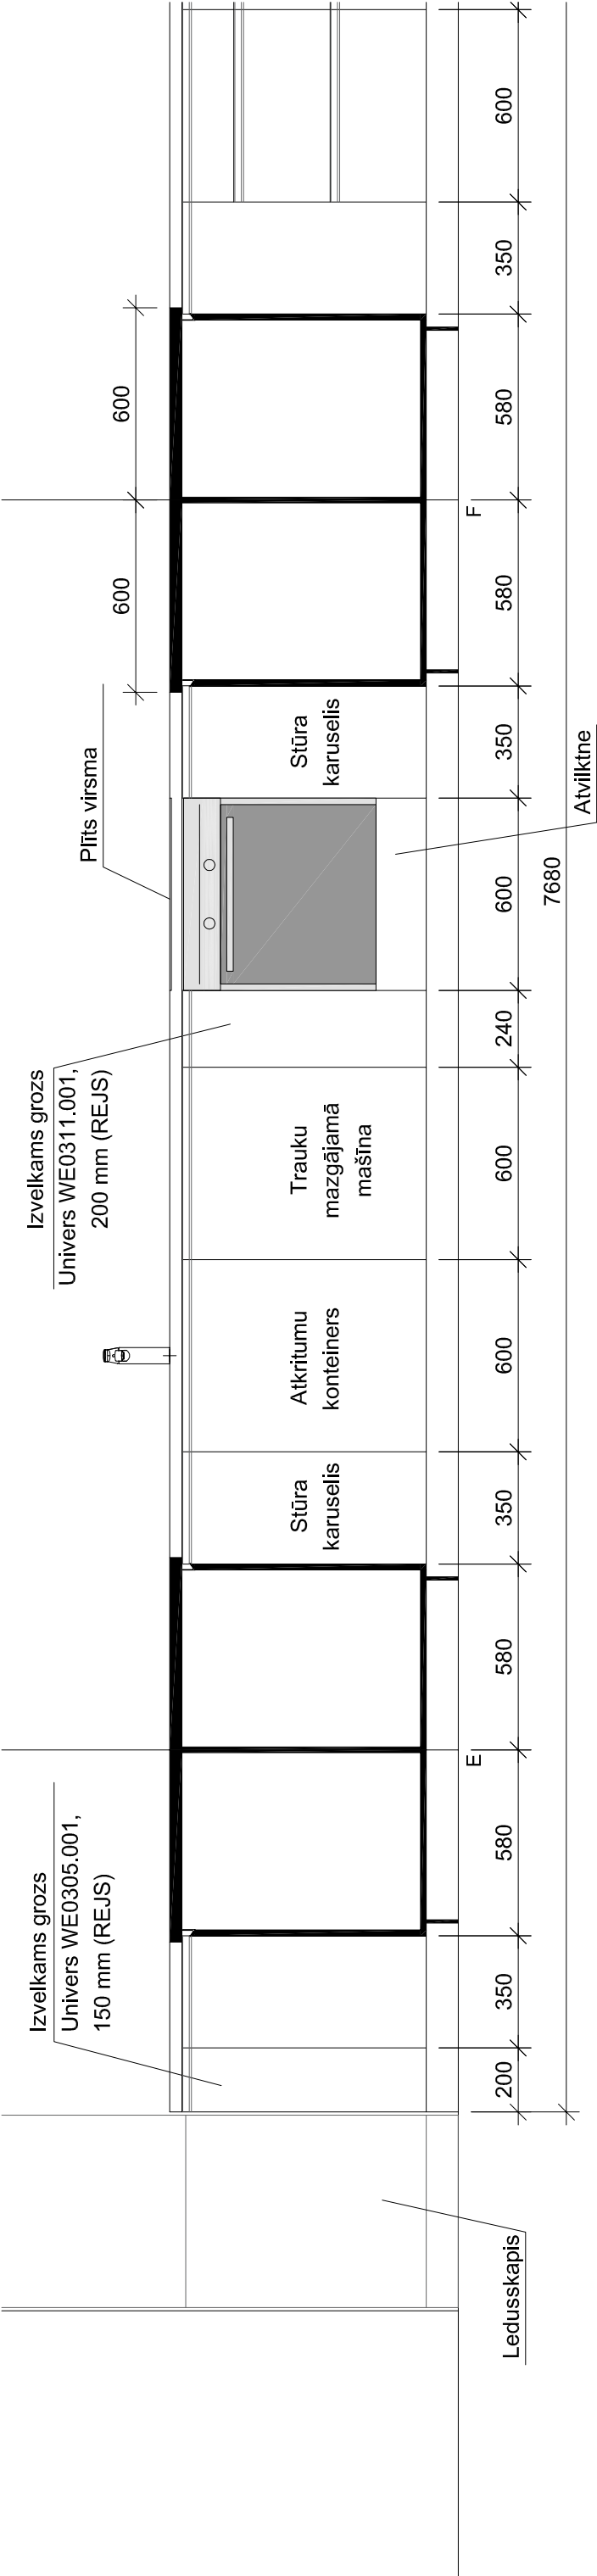 Ledusskapis
Izvelkams grozs
Univers WE0305.001,
150 mm (REJS)
Stūra
karuselis
Atkritumu
konteiners
Trauku
mazgājamā
mašīna
Izvelkams grozs
Univers WE0311.001,
200 mm (REJS)
Plīts virsma
Stūra
karuselis
Atvilktne
600
600
E
F
200
350
580
580
350
600
600
240
600
350
580
580
350
600
7680